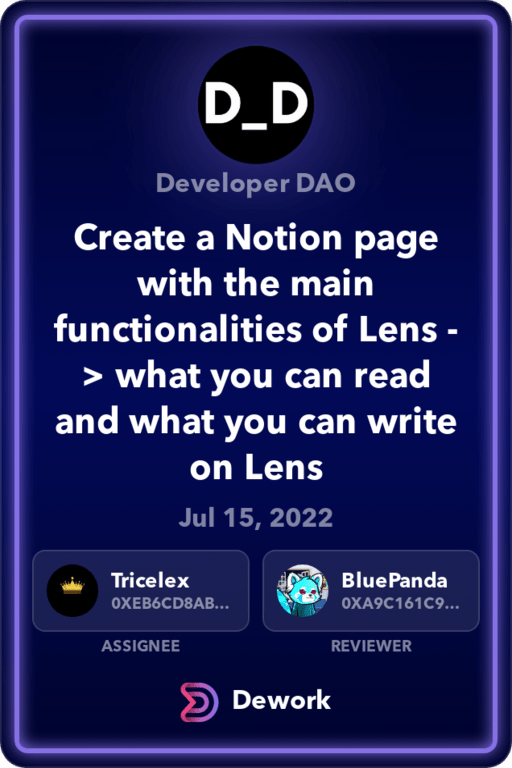 D_D
Developer DAO
Create a Notion page
with the main
functionalities of Lens -
> what you can read
and what you can write
on Lens
Jul 15, 2022
Tricelex
0XEB6CD8AB...
ASSIGNEE
BluePanda
0XA9C161C9...
REVIEWER
Dework